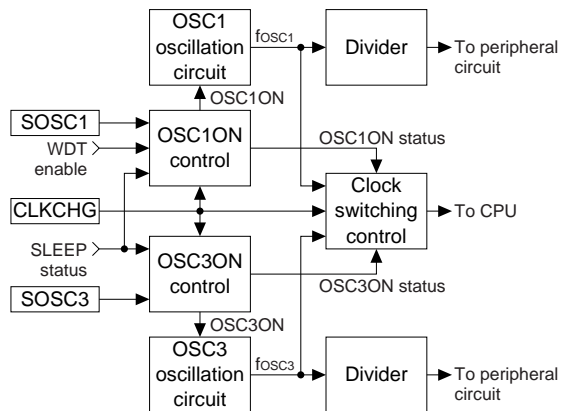 OSC1
oscillation
circuit
fOSC1
Divider
To peripheral
circuit
OSC1ON
SOSC1
WDT
enable
OSC1ON
control
OSC1ON status
CLKCHG
Clock
switching
control
To CPU
SLEEP
status
OSC3ON
control
OSC3ON status
SOSC3
OSC3ON
OSC3
oscillation
circuit
fOSC3
Divider
To peripheral
circuit